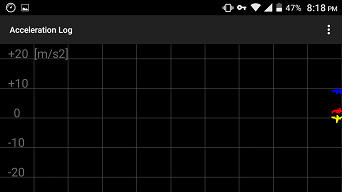 47% 8:18 PM
Acceleration Log
+20 [m/s2]
+10
0
-10
-20